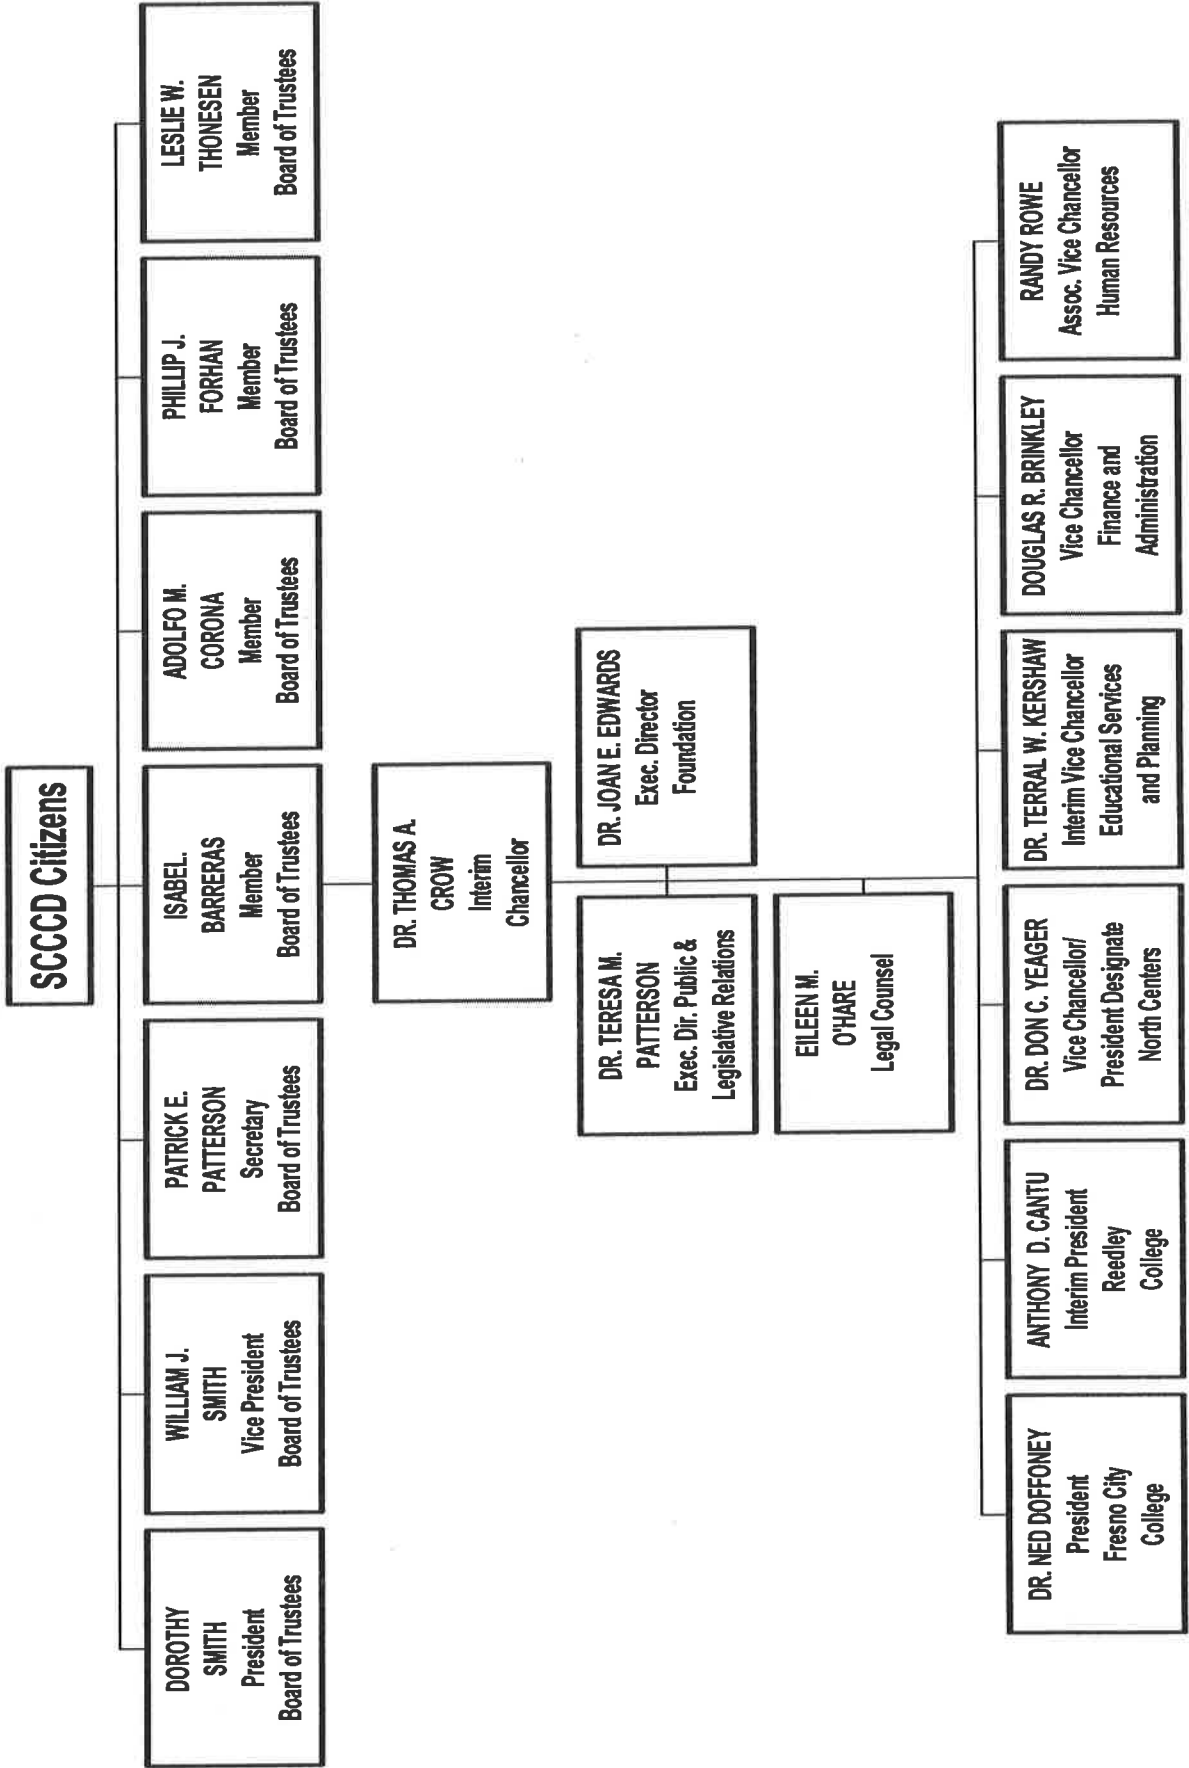 SCCCD Citizens
DOROTHY
SMITH
President
Board of Trustees
WILLIAM J.
SMITH
Vice President
Board of Trustees
PATRICK E.
PATTERSON
Secretary
Board of Trustees
ISABEL.
BARRERAS
Member
Board of Trustees
ADOLFO M.
CORONA
Member
Board of Trustees
PHILLIP J.
FORHAN
Member
Board of Trustees
LESLIE W.
THONESEN
Member
Board of Trustees
DR. THOMAS A.
CROW
Interim
Chancellor
DR. TERESA M.
PATTERSON
Exec. Dir. Public &
Legislative Relations
DR. JOAN E. EDWARDS
Exec. Director
Foundation
EILEEN M.
O'HARE
Legal Counsel
DR. NED DOFFONEY
President
Fresno City
College
ANTHONY D. CANTU
Interim President
Reedley
College
DR. DON C. YEAGER
Vice Chancellor/
President Designate
North Centers
DR. TERRAL W. KERSHAW
Interim Vice Chancellor
Educational Services
and Planning
DOUGLAS R. BRINKLEY
Vice Chancellor
Finance and
Administration
RANDY ROWE
Assoc. Vice Chancellor
Human Resources